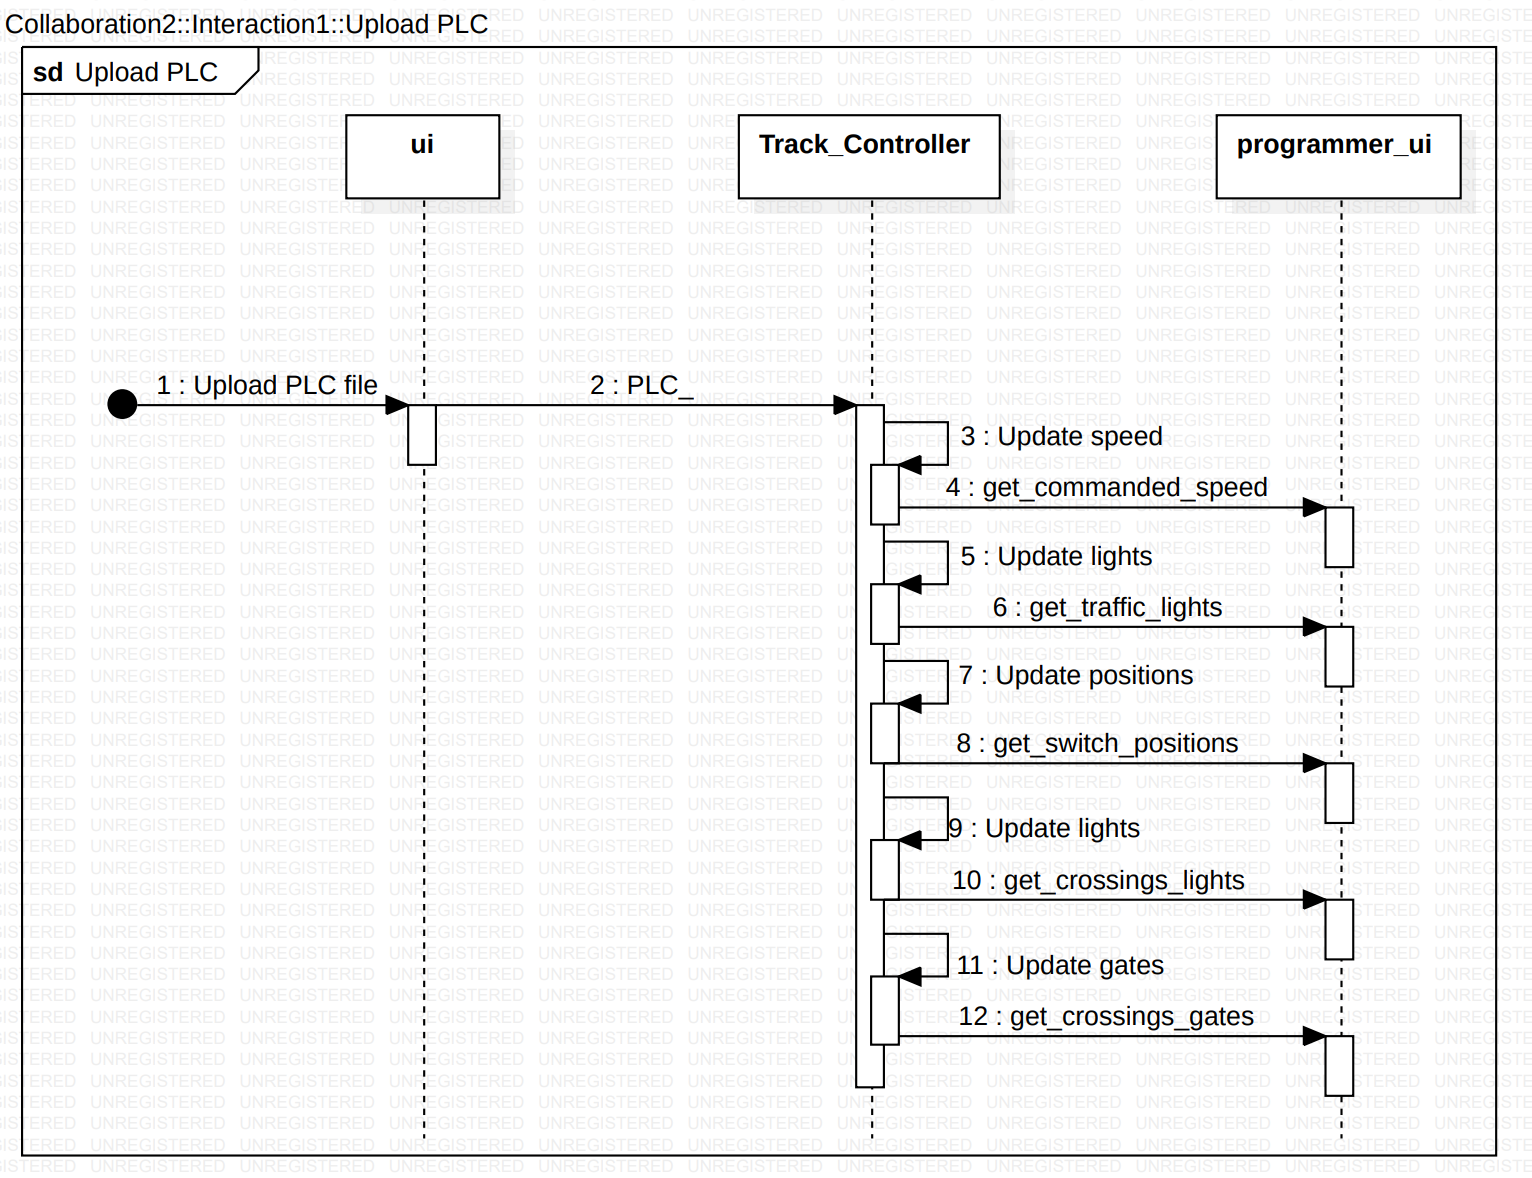 Collaboration2::Interaction1::Upload PLC
sd Upload PLC
ui
Track_Controller
programmer_ui
1 : Upload PLC file
2 : PLC_
3 : Update speed
4 : get_commanded_speed
5 : Update lights
6 : get_traffic_lights
7 : Update positions
8 : get_switch_positions
9 : Update lights
10 : get_crossings_lights
11 : Update gates
12 : get_crossings_gates
UNREGISTERED